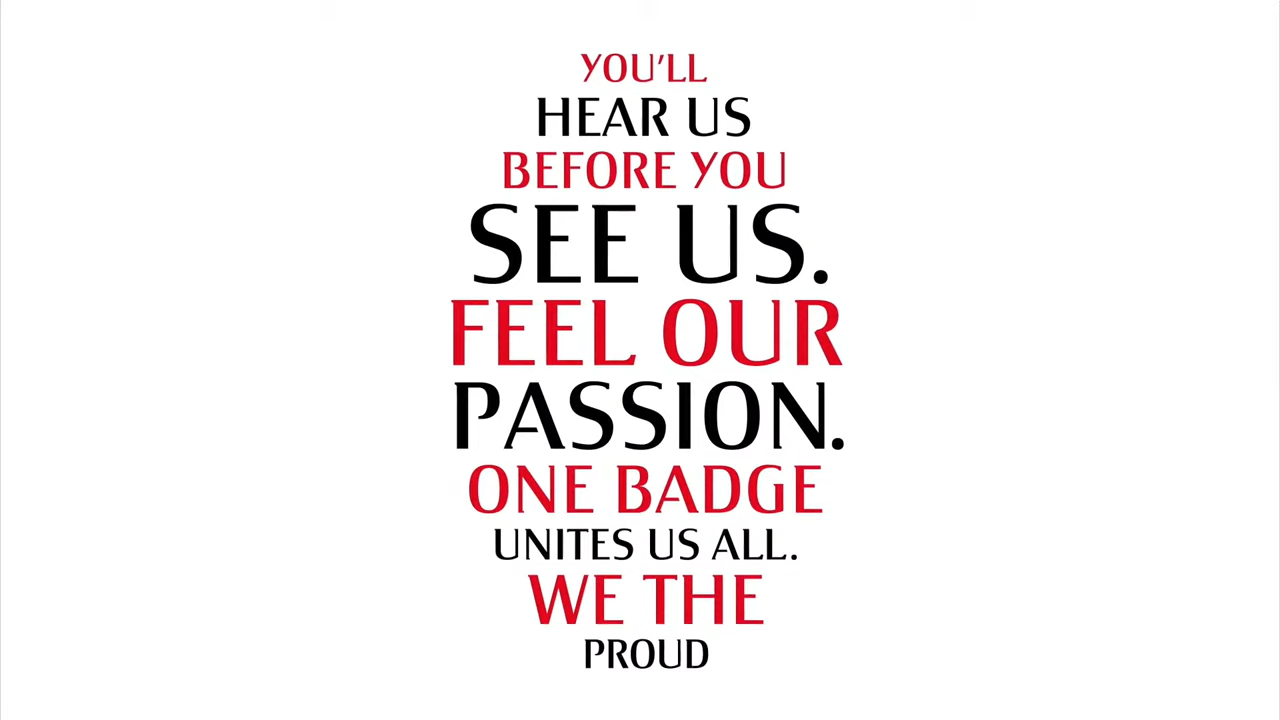 YOU'LL
HEAR US
BEFORE YOU
SEE US.
FEEL OUR
PASSION.
ONE BADGE
UNITES US ALL.
WE THE
PROUD